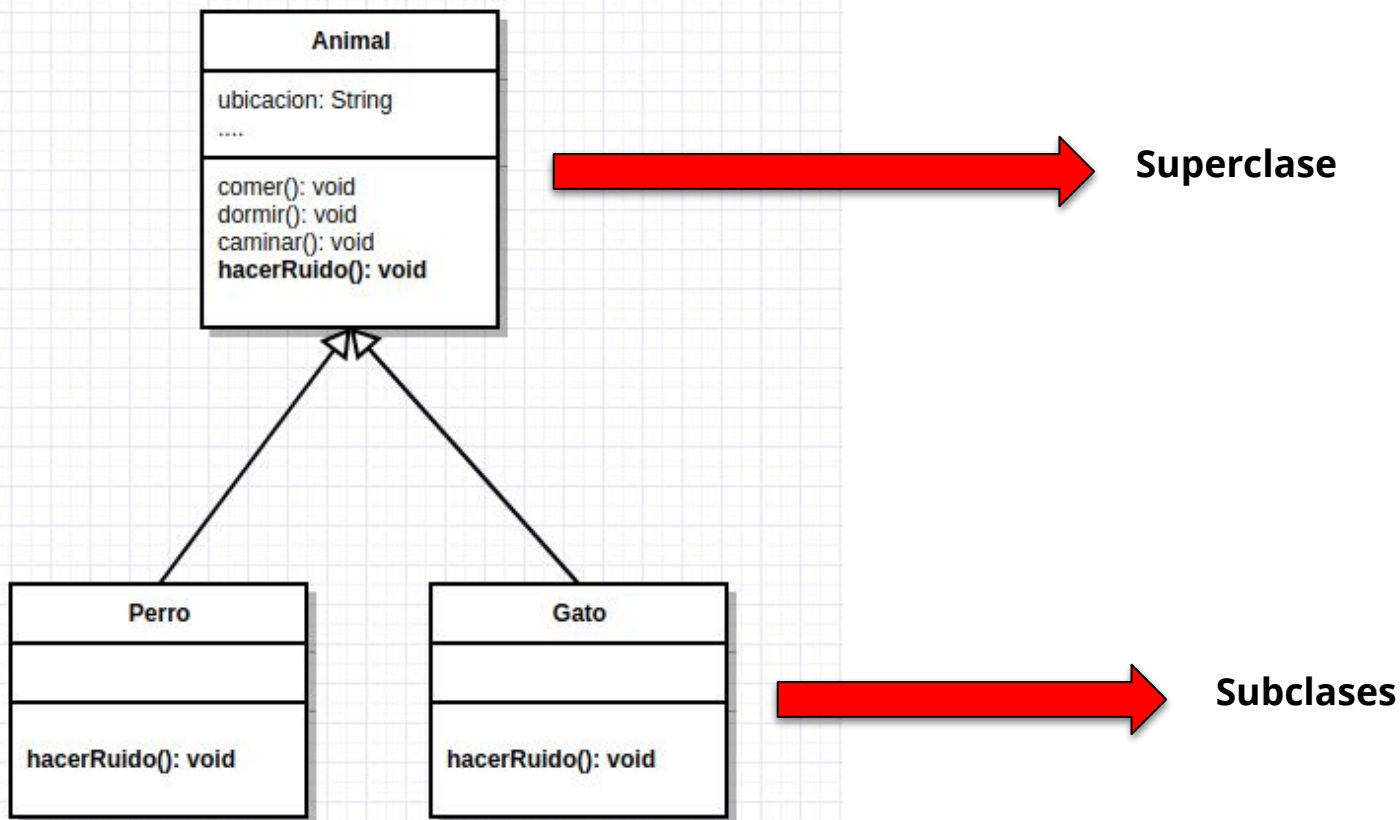 Animal
ubicacion: String
....
comer(): void
dormir(): void
caminar(): void
hacerRuido(): void
Superclase
Perro
hacerRuido(): void
Gato
hacerRuido(): void
Subclases